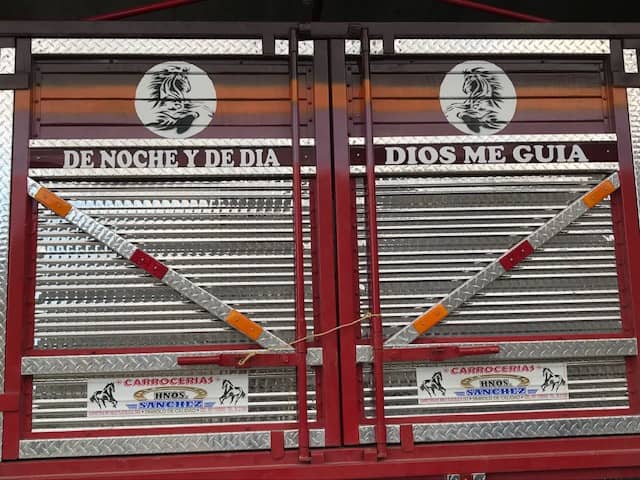 DE NOCHE Y DE DIA DIOS ME GUIA
CARROCERIAS
HNOS.
SANCHEZ
CARROCERIAS
HNOS.
SANCHEZ